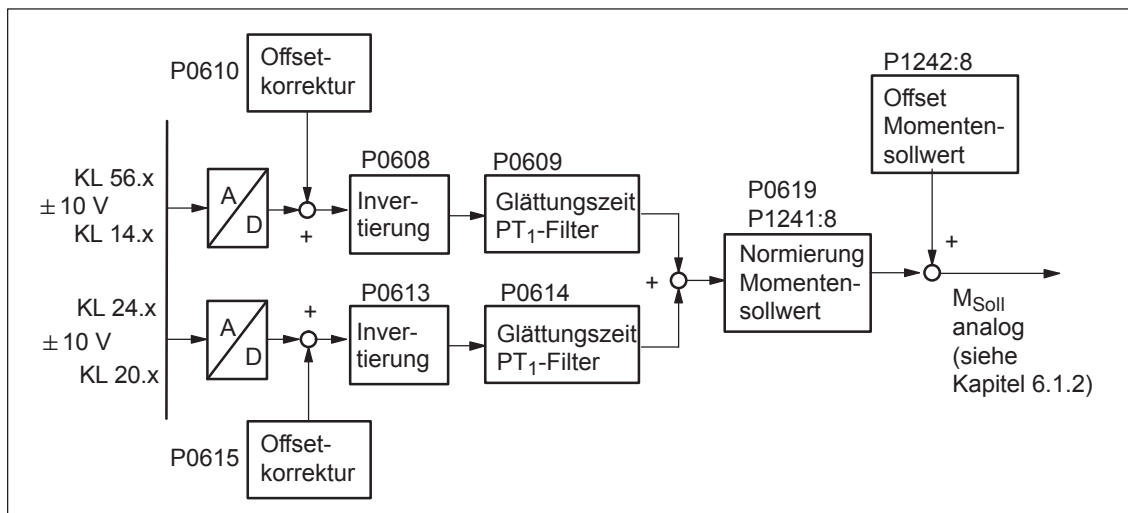 P0610
Offset-
korrektur
P1242:8
Offset
Momenten-
sollwert
KL 56.x
± 10 V
KL 14.x
A
D
+
P0608
Inver-
tierung
P0609
Glättungszeit
PT1-Filter
P0619
P1241:8
Normierung
Momenten-
sollwert
+
+
KL 24.x
± 10 V
KL 20.x
A
D
+
P0613
Inver-
tierung
P0614
Glättungszeit
PT1-Filter
MSoll
analog
(siehe
Kapitel 6.1.2)
P0615
Offset-
korrektur